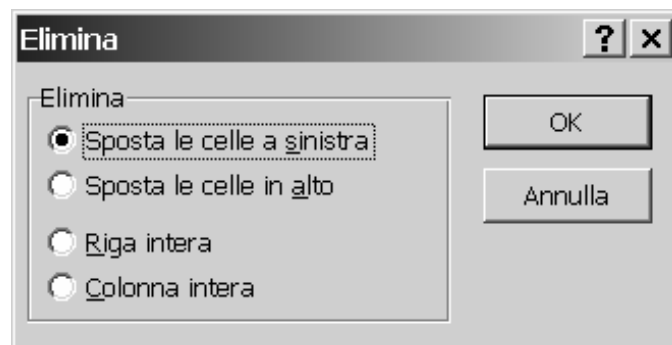 Elimina
Elimina
Sposta le celle a sinistra
Sposta le celle in alto
Riga intera
Colonna intera
OK
Annulla